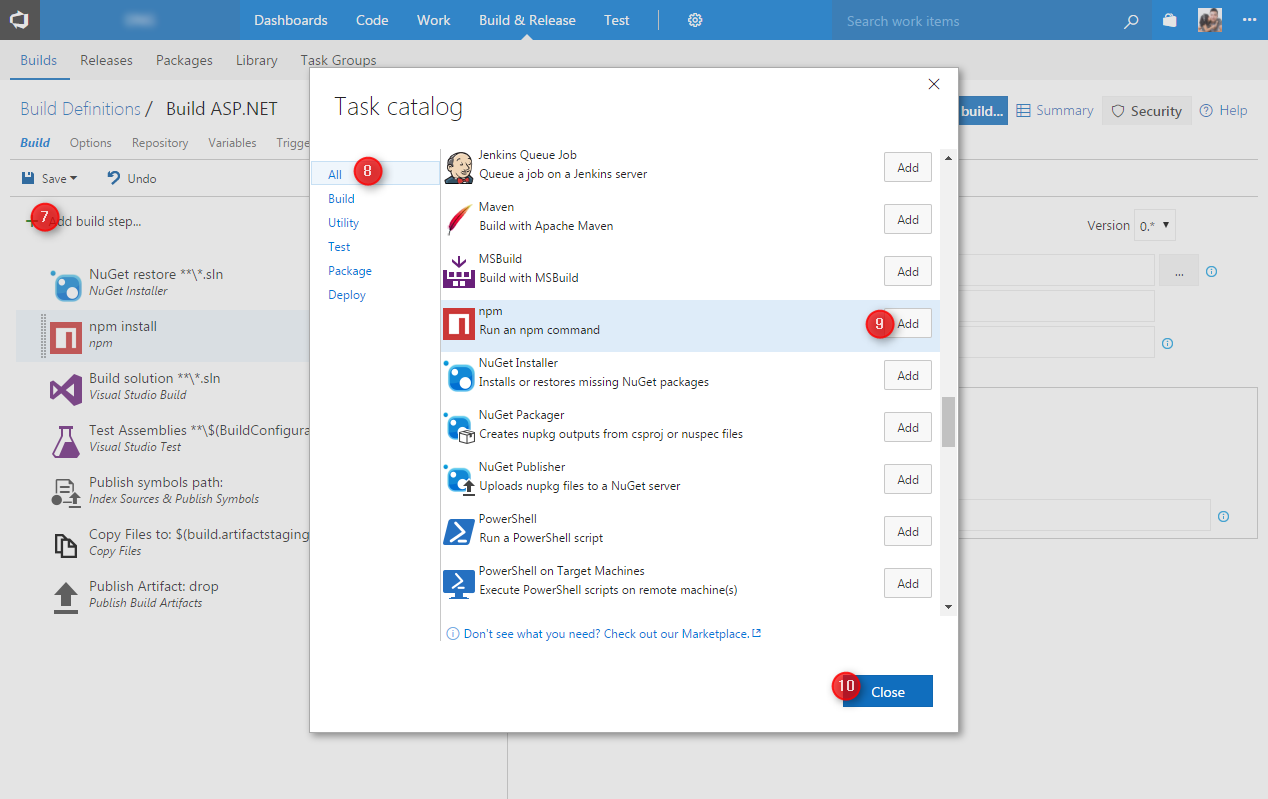 Dashboards Code Work Build & Release Test Search work items
Builds Releases Packages Library Task Groups
Build Definitions / Build ASP.NET
build... Summary Security Help
Build Options Repository Variables Trigge
Save Undo
7 Add build step...
Version 0.*
...
NuGet restore **\*.sln
NuGet Installer
npm install
npm
Build solution **\*.sln
Visual Studio Build
Test Assemblies **\$(BuildConfigura
Visual Studio Test
Publish symbols path:
Index Sources & Publish Symbols
Copy Files to: $(build.artifactstaging
Copy Files
Publish Artifact: drop
Publish Build Artifacts
Task catalog
All 8
Build
Utility
Test
Package
Deploy
Jenkins Queue Job
Queue a job on a Jenkins server
Add
Maven
Build with Apache Maven
Add
MSBuild
Build with MSBuild
Add
npm
Run an npm command
9 Add
NuGet Installer
Installs or restores missing NuGet packages
Add
NuGet Packager
Creates nupkg outputs from csproj or nuspec files
Add
NuGet Publisher
Uploads nupkg files to a NuGet server
Add
PowerShell
Run a PowerShell script
Add
PowerShell on Target Machines
Execute PowerShell scripts on remote machine(s)
Add
Don't see what you need? Check out our Marketplace.
10 Close